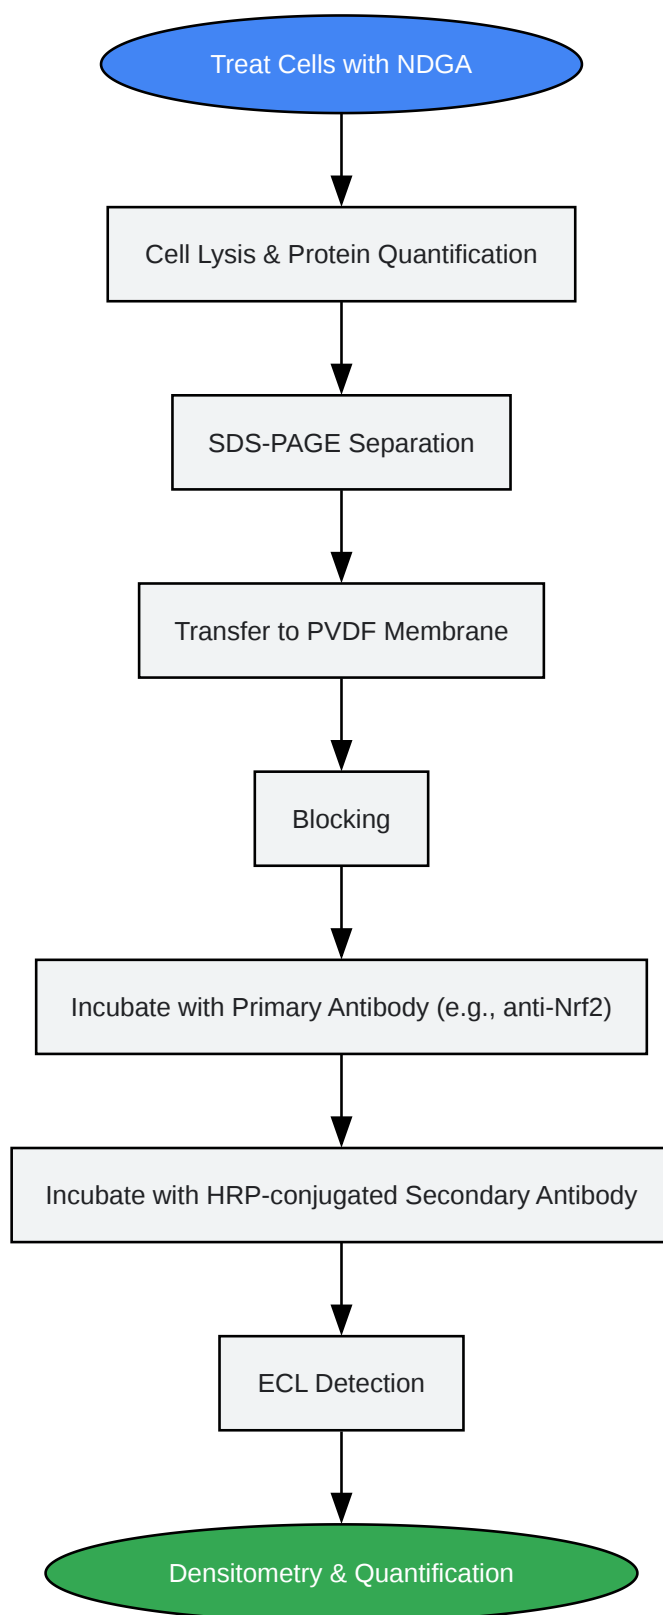 Treat Cells with NDGA
Cell Lysis & Protein Quantification
SDS-PAGE Separation
Transfer to PVDF Membrane
Blocking
Incubate with Primary Antibody (e.g., anti-Nrf2)
Incubate with HRP-conjugated Secondary Antibody
ECL Detection
Densitometry & Quantification